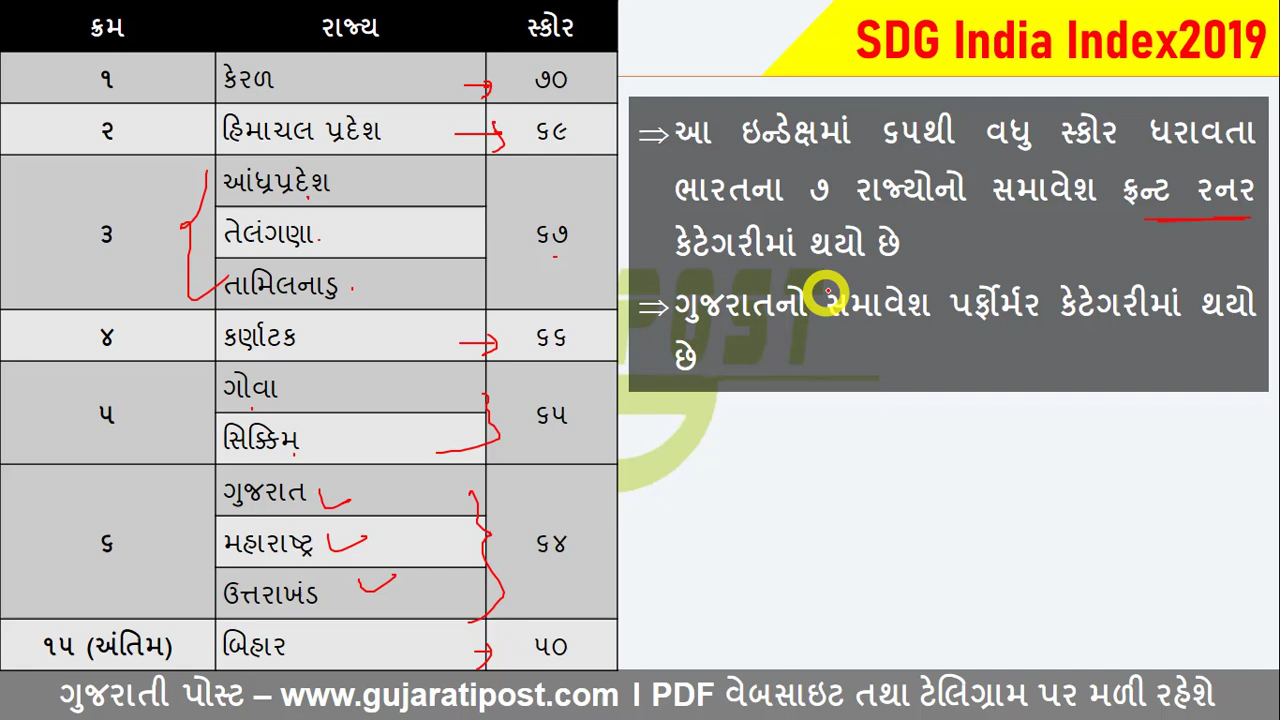 ક્રમ રાજ્ય સ્કોર
૧ કેરળ ૭૦
૨ હિમાચલ પ્રદેશ ૬૯
આંધ્રપ્રદેશ
૩ તેલંગણા ૬૭
તામિલનાડુ
૪ કર્ણાટક ૬૬
ગોવા
૫ ૬૫
સિક્કિમ
ગુજરાત
૬ મહારાષ્ટ્ર ૬૪
ઉત્તરાખંડ
૧૫ (અંતિમ) બિહાર ૫૦
SDG India Index2019
⇒ આ ઇન્ડેક્ષમાં ૬૫થી વધુ સ્કોર ધરાવતા
ભારતના ૭ રાજ્યોનો સમાવેશ ફ્રન્ટ રનર
કેટેગરીમાં થયો છે
⇒ ગુજરાતનો સમાવેશ પર્ફોર્મર કેટેગરીમાં થયો
છે
POST
ગુજરાતી પોસ્ટ – www.gujaratipost.com I PDF વેબસાઇટ તથા ટેલિગ્રામ પર મળી રહેશે